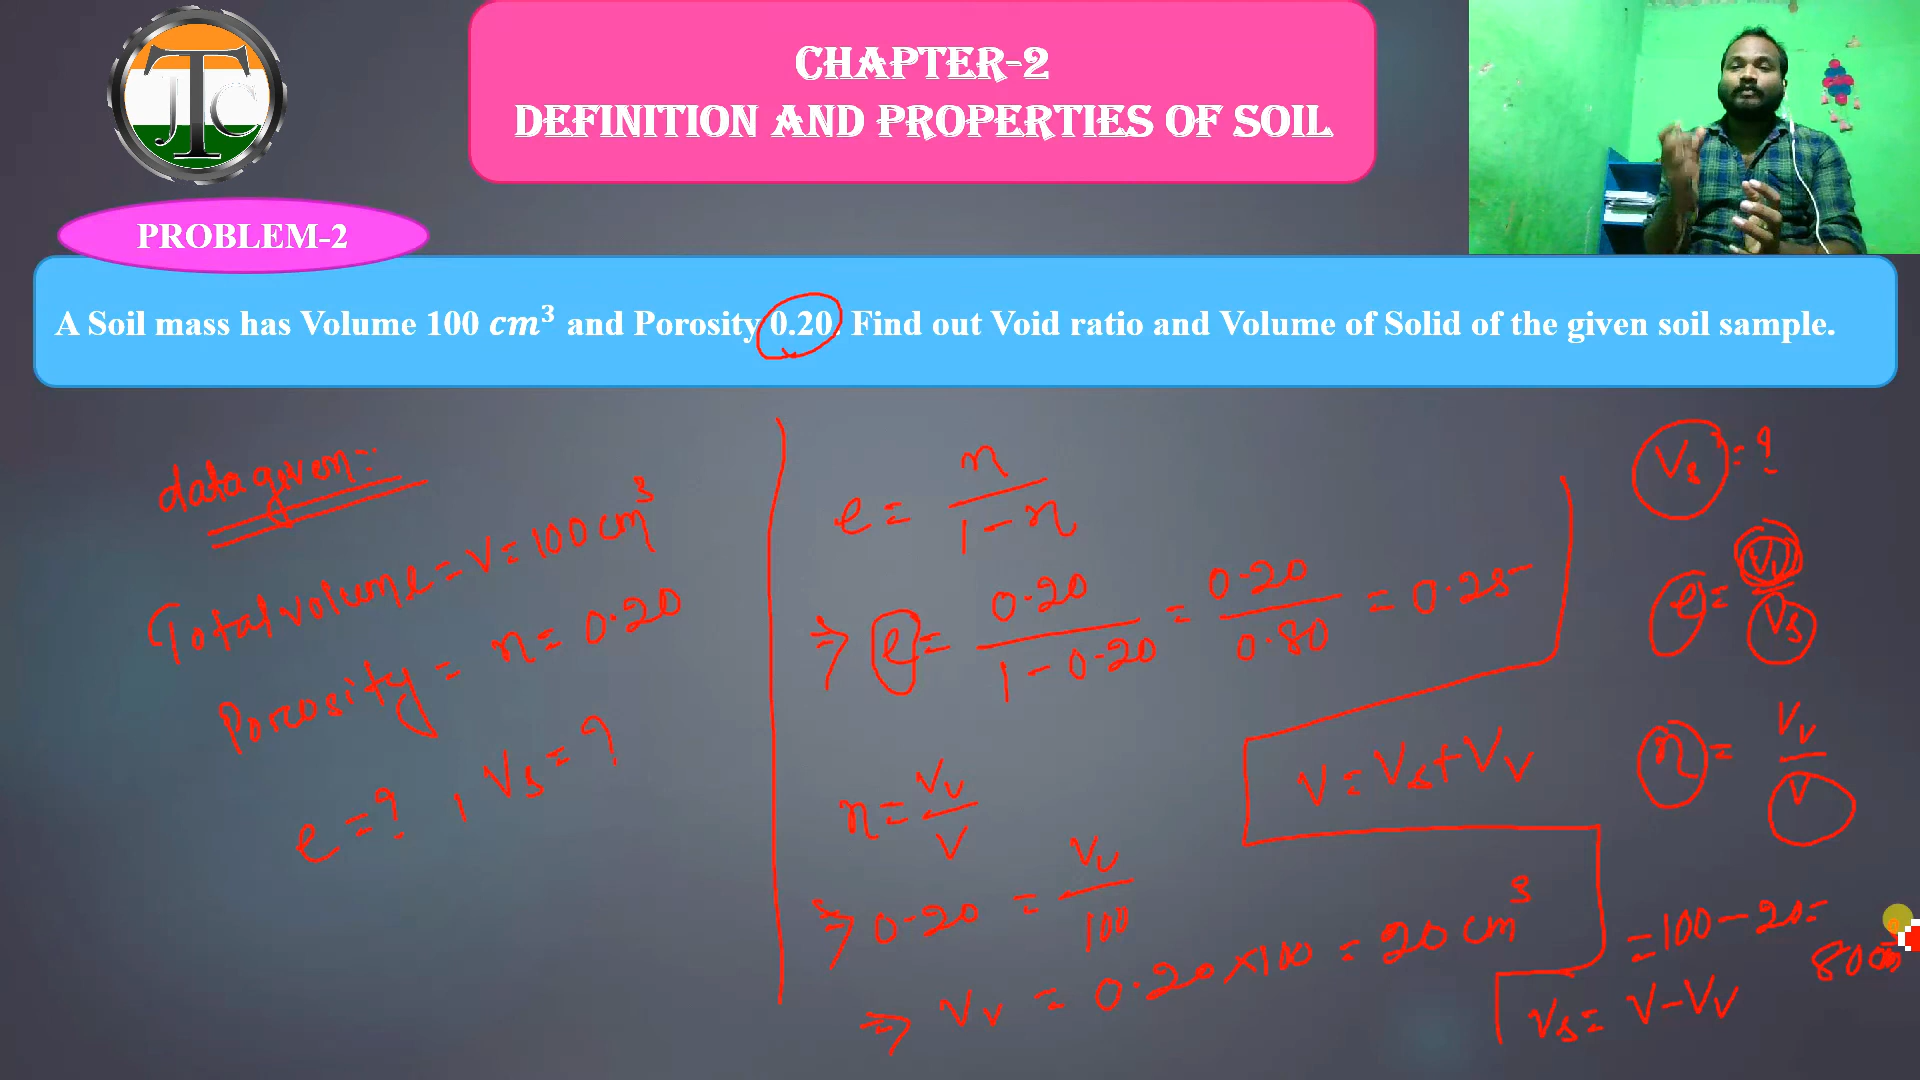 JTC
CHAPTER-2
DEFINITION AND PROPERTIES OF SOIL
PROBLEM-2
A Soil mass has Volume 100 cm³ and Porosity 0.20. Find out Void ratio and Volume of Solid of the given soil sample.
data given:-
Total volume = V = 100 cm³
Porosity = n = 0.20
e = ? , Vs = ?
e = n/1-n
⇒ e = 0.20/1-0.20 = 0.20/0.80 = 0.25
n = Vv/V
⇒ 0.20 = Vv/100
⇒ Vv = 0.20×100 = 20 cm³
V = Vs+Vv
Vs = ?
e = Vv/Vs
n = Vv/V
Vs = V-Vv
= 100-20 =